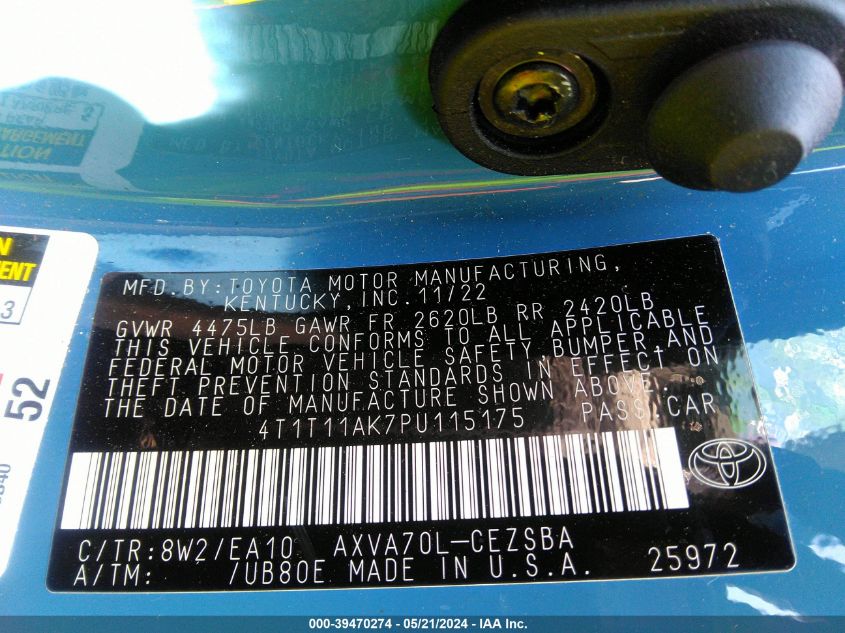 MFD.BY:TOYOTA MOTOR MANUFACTURING,
KENTUCKY,INC.11/22
GVWR 4475LB GAWR FR 2620LB RR 2420LB
THIS VEHICLE CONFORMS TO ALL APPLICABLE
FEDERAL MOTOR VEHICLE SAFETY,BUMPER,AND
THEFT PREVENTION STANDARDS IN EFFECT ON
THE DATE OF MANUFACTURE SHOWN ABOVE.
4T1T11AK7PU115175 PASS CAR
C/TR:8W2/EA10 AXVA70L-CEZSBA
A/TM: /UB80E MADE IN U.S.A. 25972
3
52
000-39470274 - 05/21/2024 - IAA Inc.